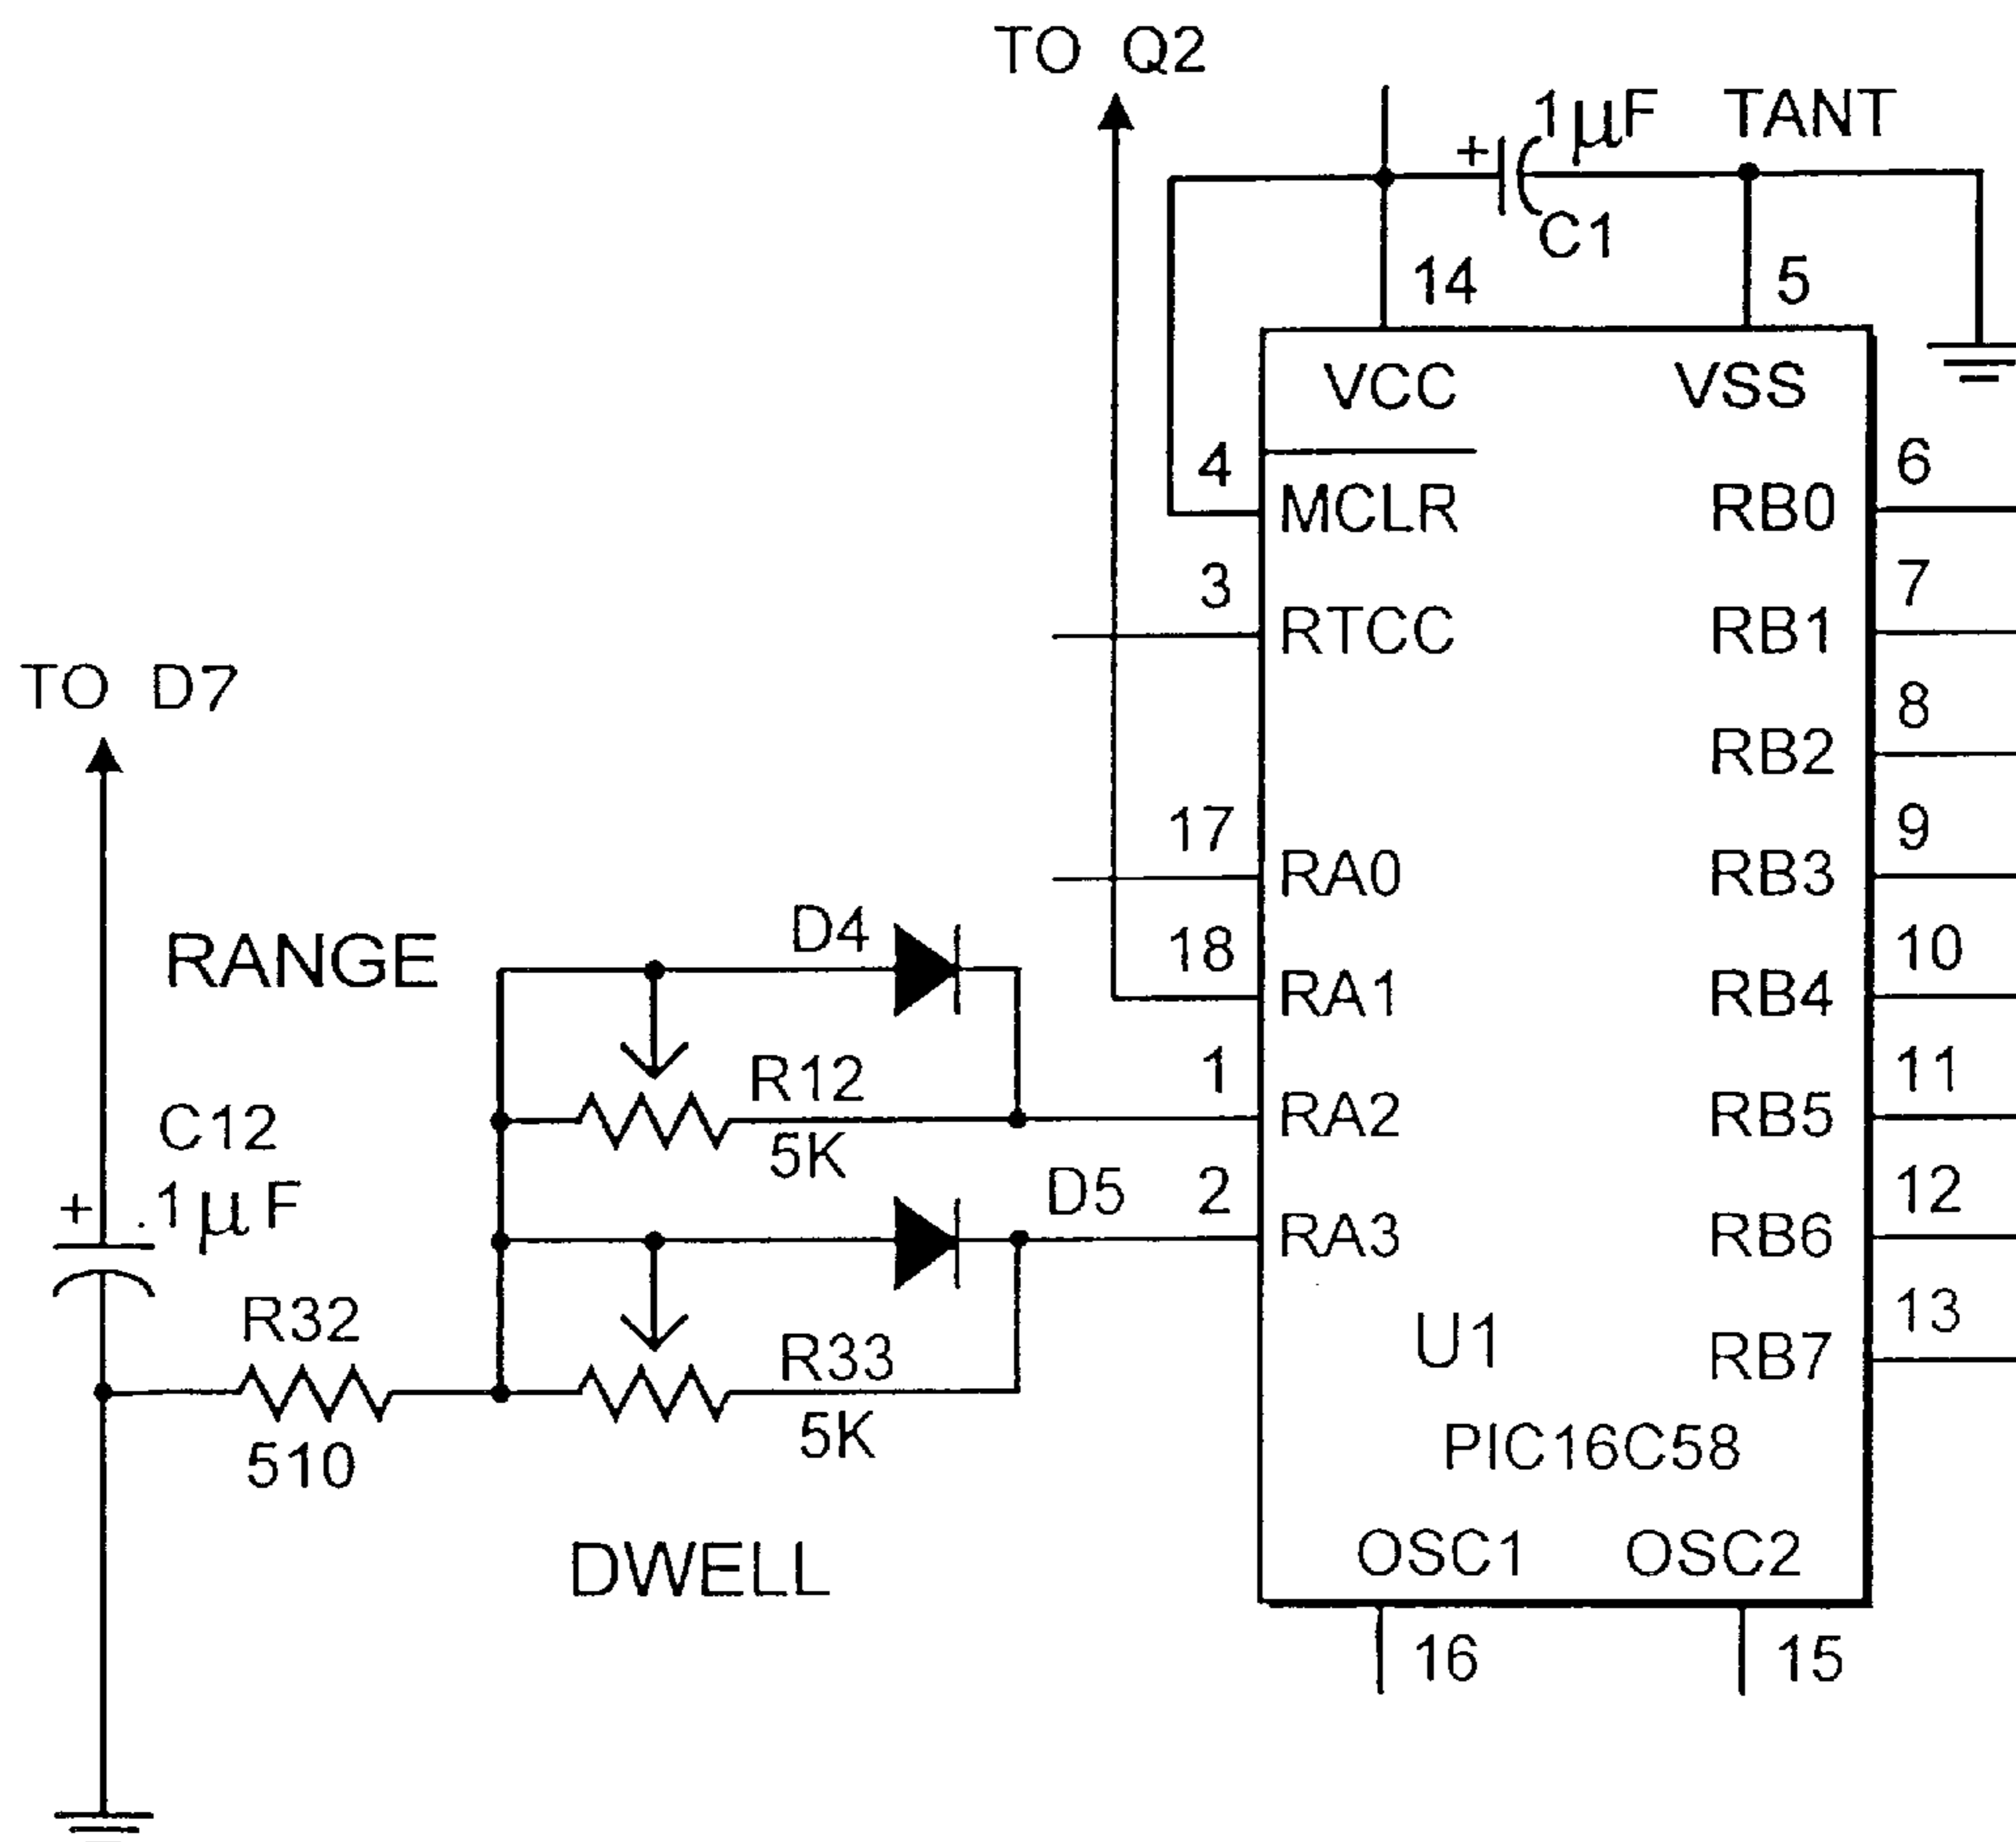 TO Q2
1µF TANT
+
C1
14
5
VCC
VSS
4
MCLR
6
RB0
3
RTCC
7
RB1
TO D7
8
RB2
17
RA0
9
RB3
RANGE
D4
18
RA1
10
RB4
R12
5K
1
RA2
11
RB5
C12
+
.1µF
D5
2
RA3
12
RB6
R32
510
R33
5K
13
RB7
U1
PIC16C58
DWELL
OSC1
OSC2
16
15